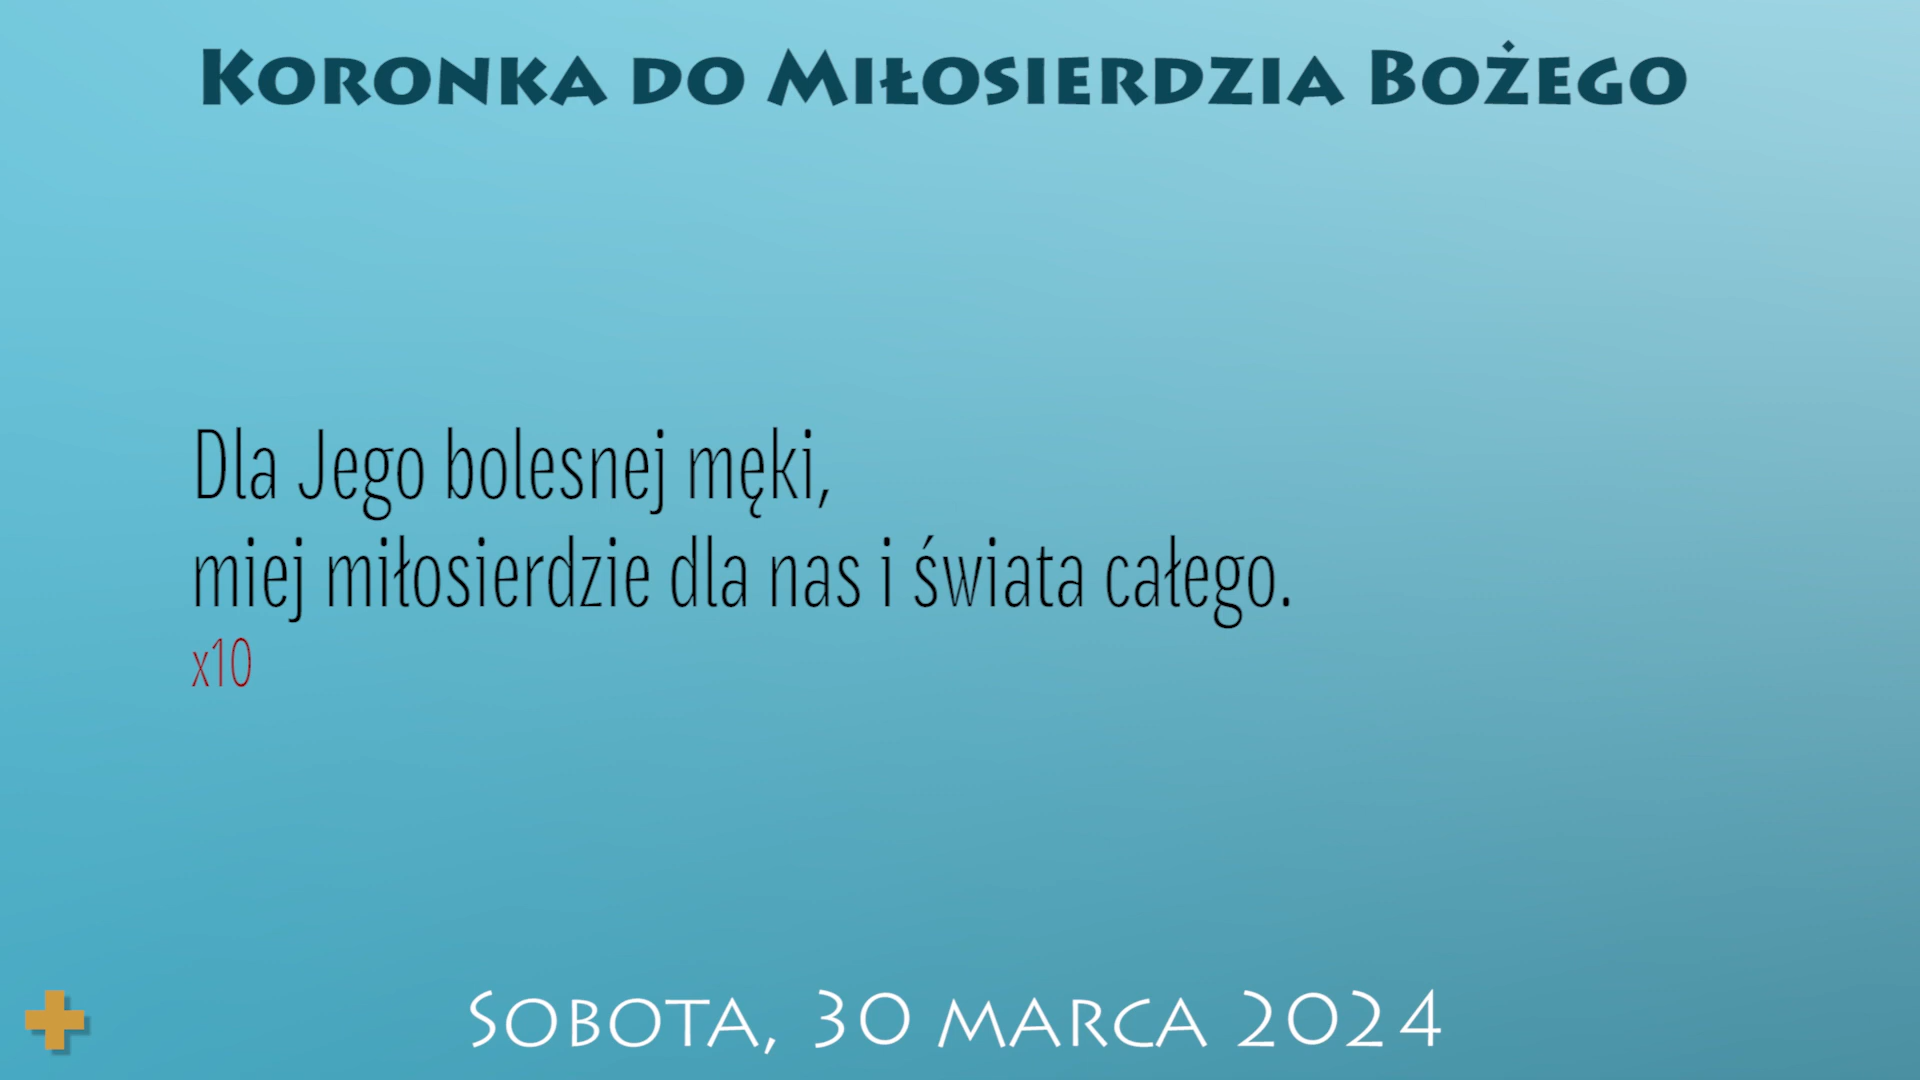 Koronka do Miłosierdzia Bożego
Dla Jego bolesnej męki,
miej miłosierdzie dla nas i świata całego.
x10
Sobota, 30 marca 2024